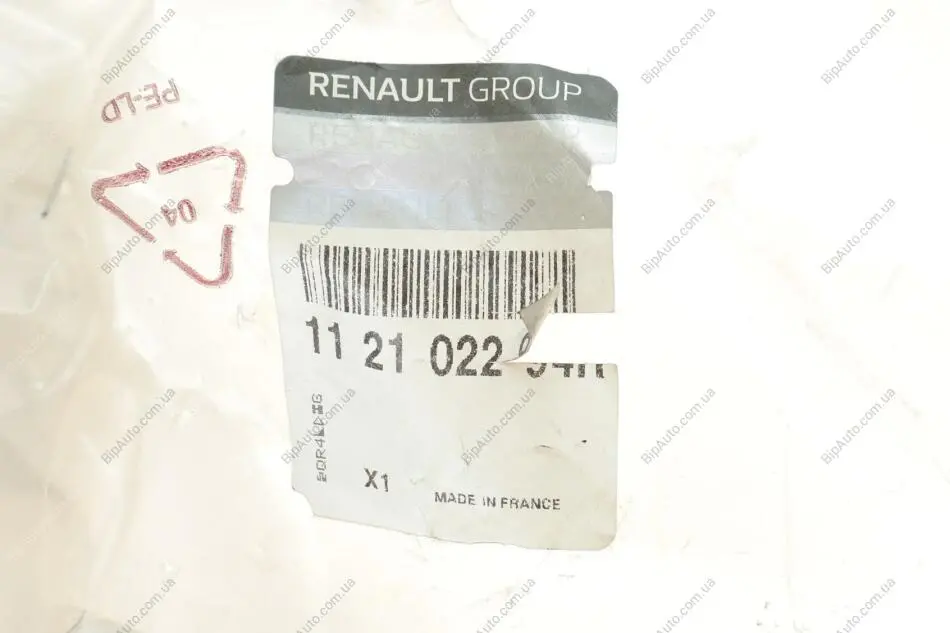 RENAULT GROUP
PE-LD
04
11 21 022
X1
MADE IN FRANCE
BipAuto.com.ua